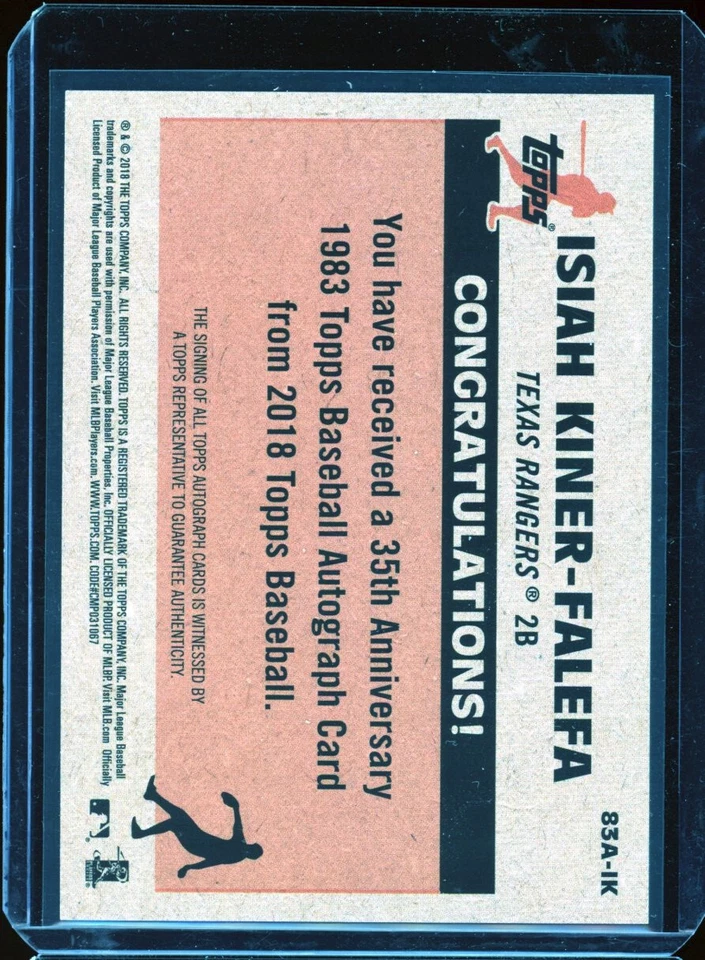 83A-IK
TOPPS®
ISIAH KINER-FALEFA
TEXAS RANGERS® 2B
CONGRATULATIONS!
You have received a 35th Anniversary
1983 Topps Baseball Autograph Card
from 2018 Topps Baseball.
THE SIGNING OF ALL TOPPS AUTOGRAPH CARDS IS WITNESSED BY
A TOPPS REPRESENTATIVE TO GUARANTEE AUTHENTICITY.
® & © 2018 THE TOPPS COMPANY, INC. ALL RIGHTS RESERVED. TOPPS IS A REGISTERED TRADEMARK OF THE TOPPS COMPANY, INC. Major League Baseball
trademarks and copyrights are used with permission of Major League Baseball Properties, Inc. OFFICIALLY LICENSED PRODUCT OF MLBP. Visit MLB.com Officially
Licensed Product of Major League Baseball Players Association. Visit MLBPlayers.com. WWW.TOPPS.COM. CODE#CMP031067